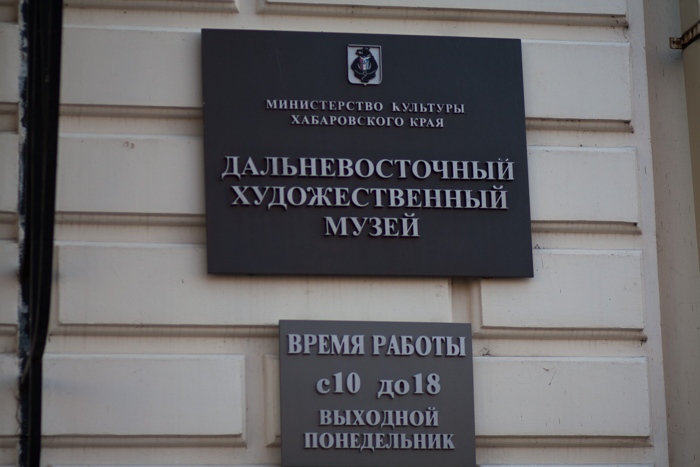 МИНИСТЕРСТВО КУЛЬТУРЫ
ХАБАРОВСКОГО КРАЯ
ДАЛЬНЕВОСТОЧНЫЙ
ХУДОЖЕСТВЕННЫЙ
МУЗЕЙ
ВРЕМЯ РАБОТЫ
с10 до18
ВЫХОДНОЙ
ПОНЕДЕЛЬНИК